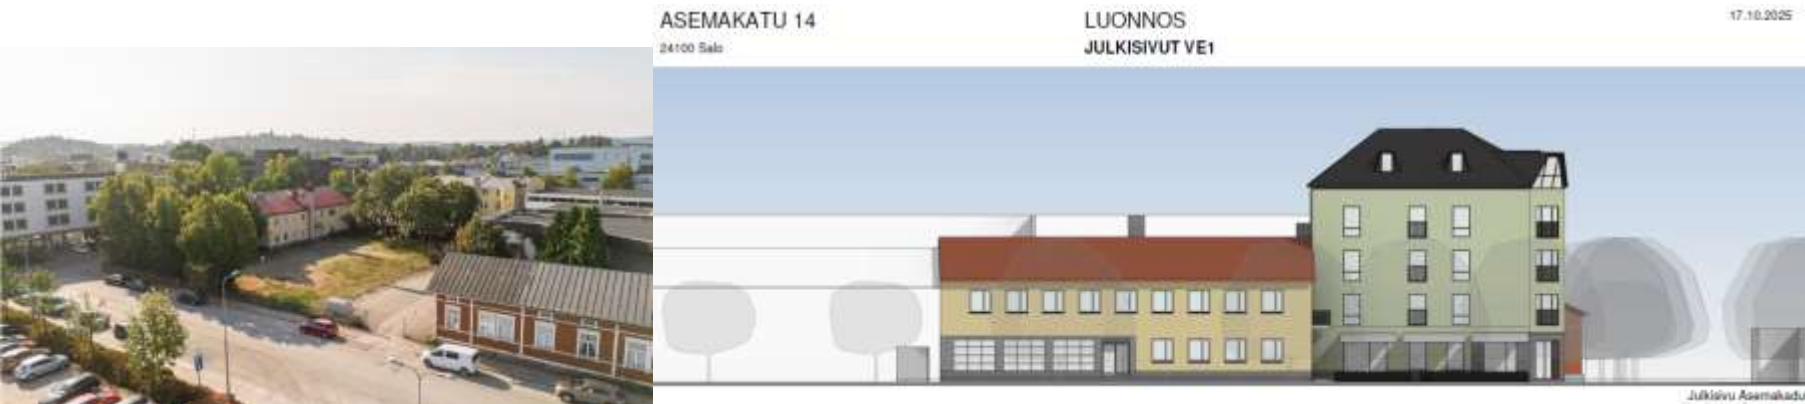 ASEMAKATU 14
24100 Salo
LUONNOS
JULKISIVUT VE1
17.10.2025
Julkisivu Asemakadu